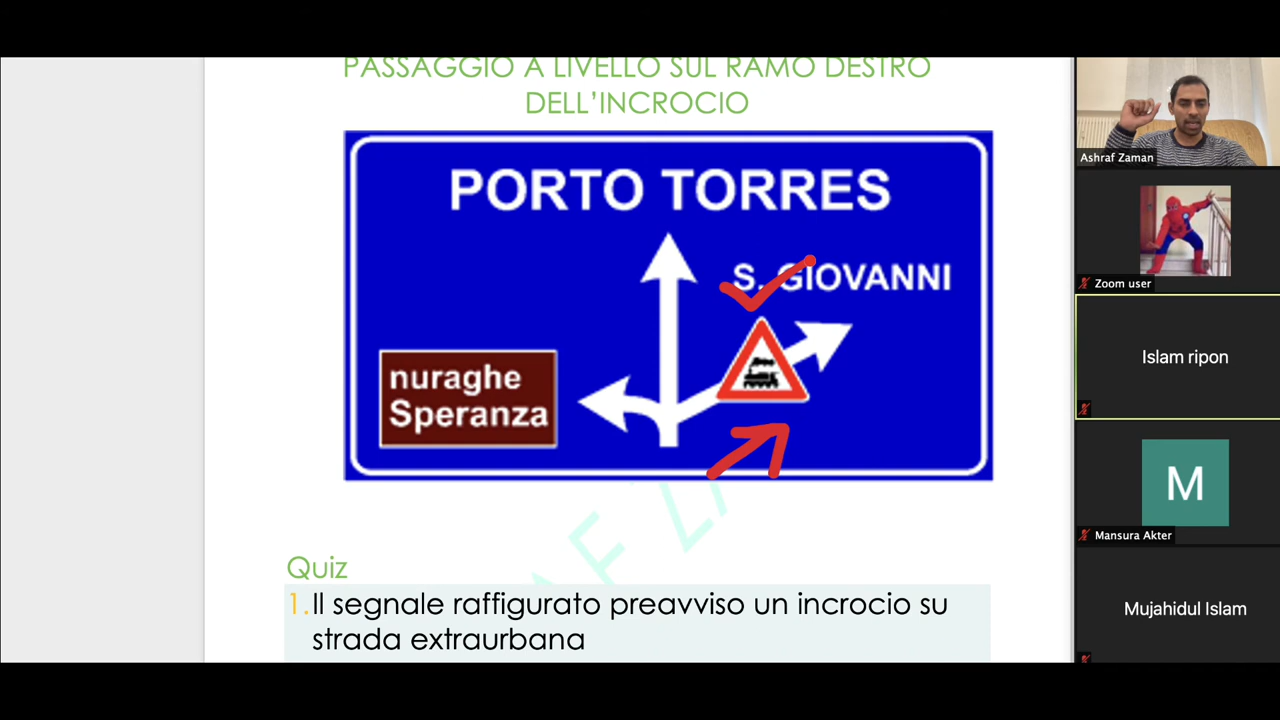 PASSAGGIO A LIVELLO SUL RAMO DESTRO
DELL'INCROCIO
PORTO TORRES
S. GIOVANNI
nuraghe
Speranza
Quiz
1. Il segnale raffigurato preavviso un incrocio su
strada extraurbana
Ashraf Zaman
Zoom user
Islam ripon
M
Mansura Akter
Mujahidul Islam